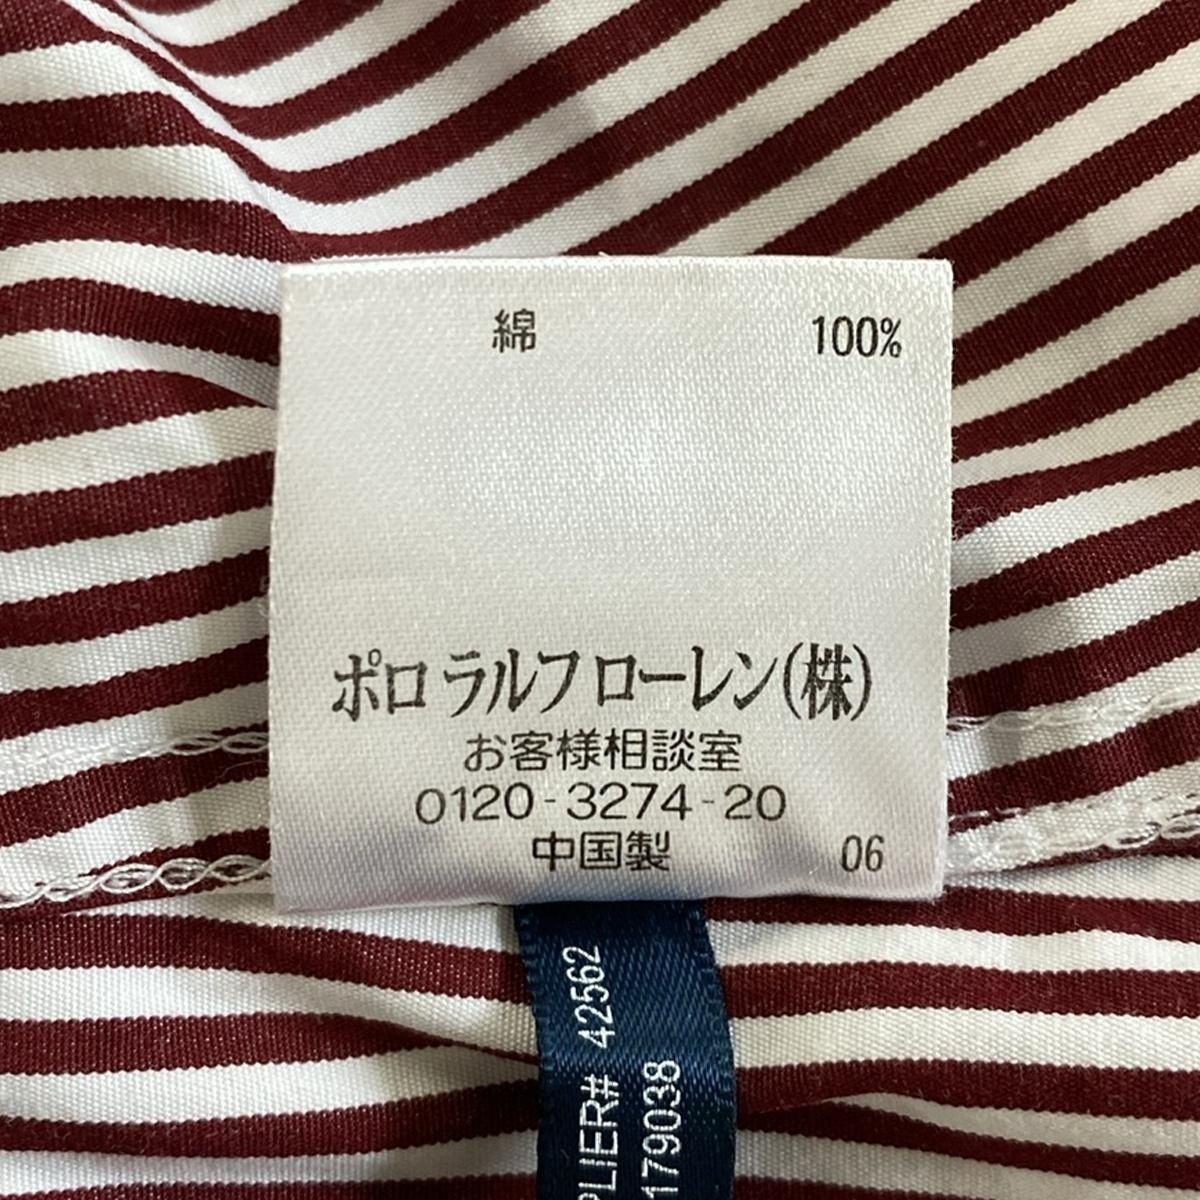 綿 100%
ポロ ラルフ ローレン(株)
お客様相談室
0120-3274-20
中国製 06
PLIER# 42562
179038